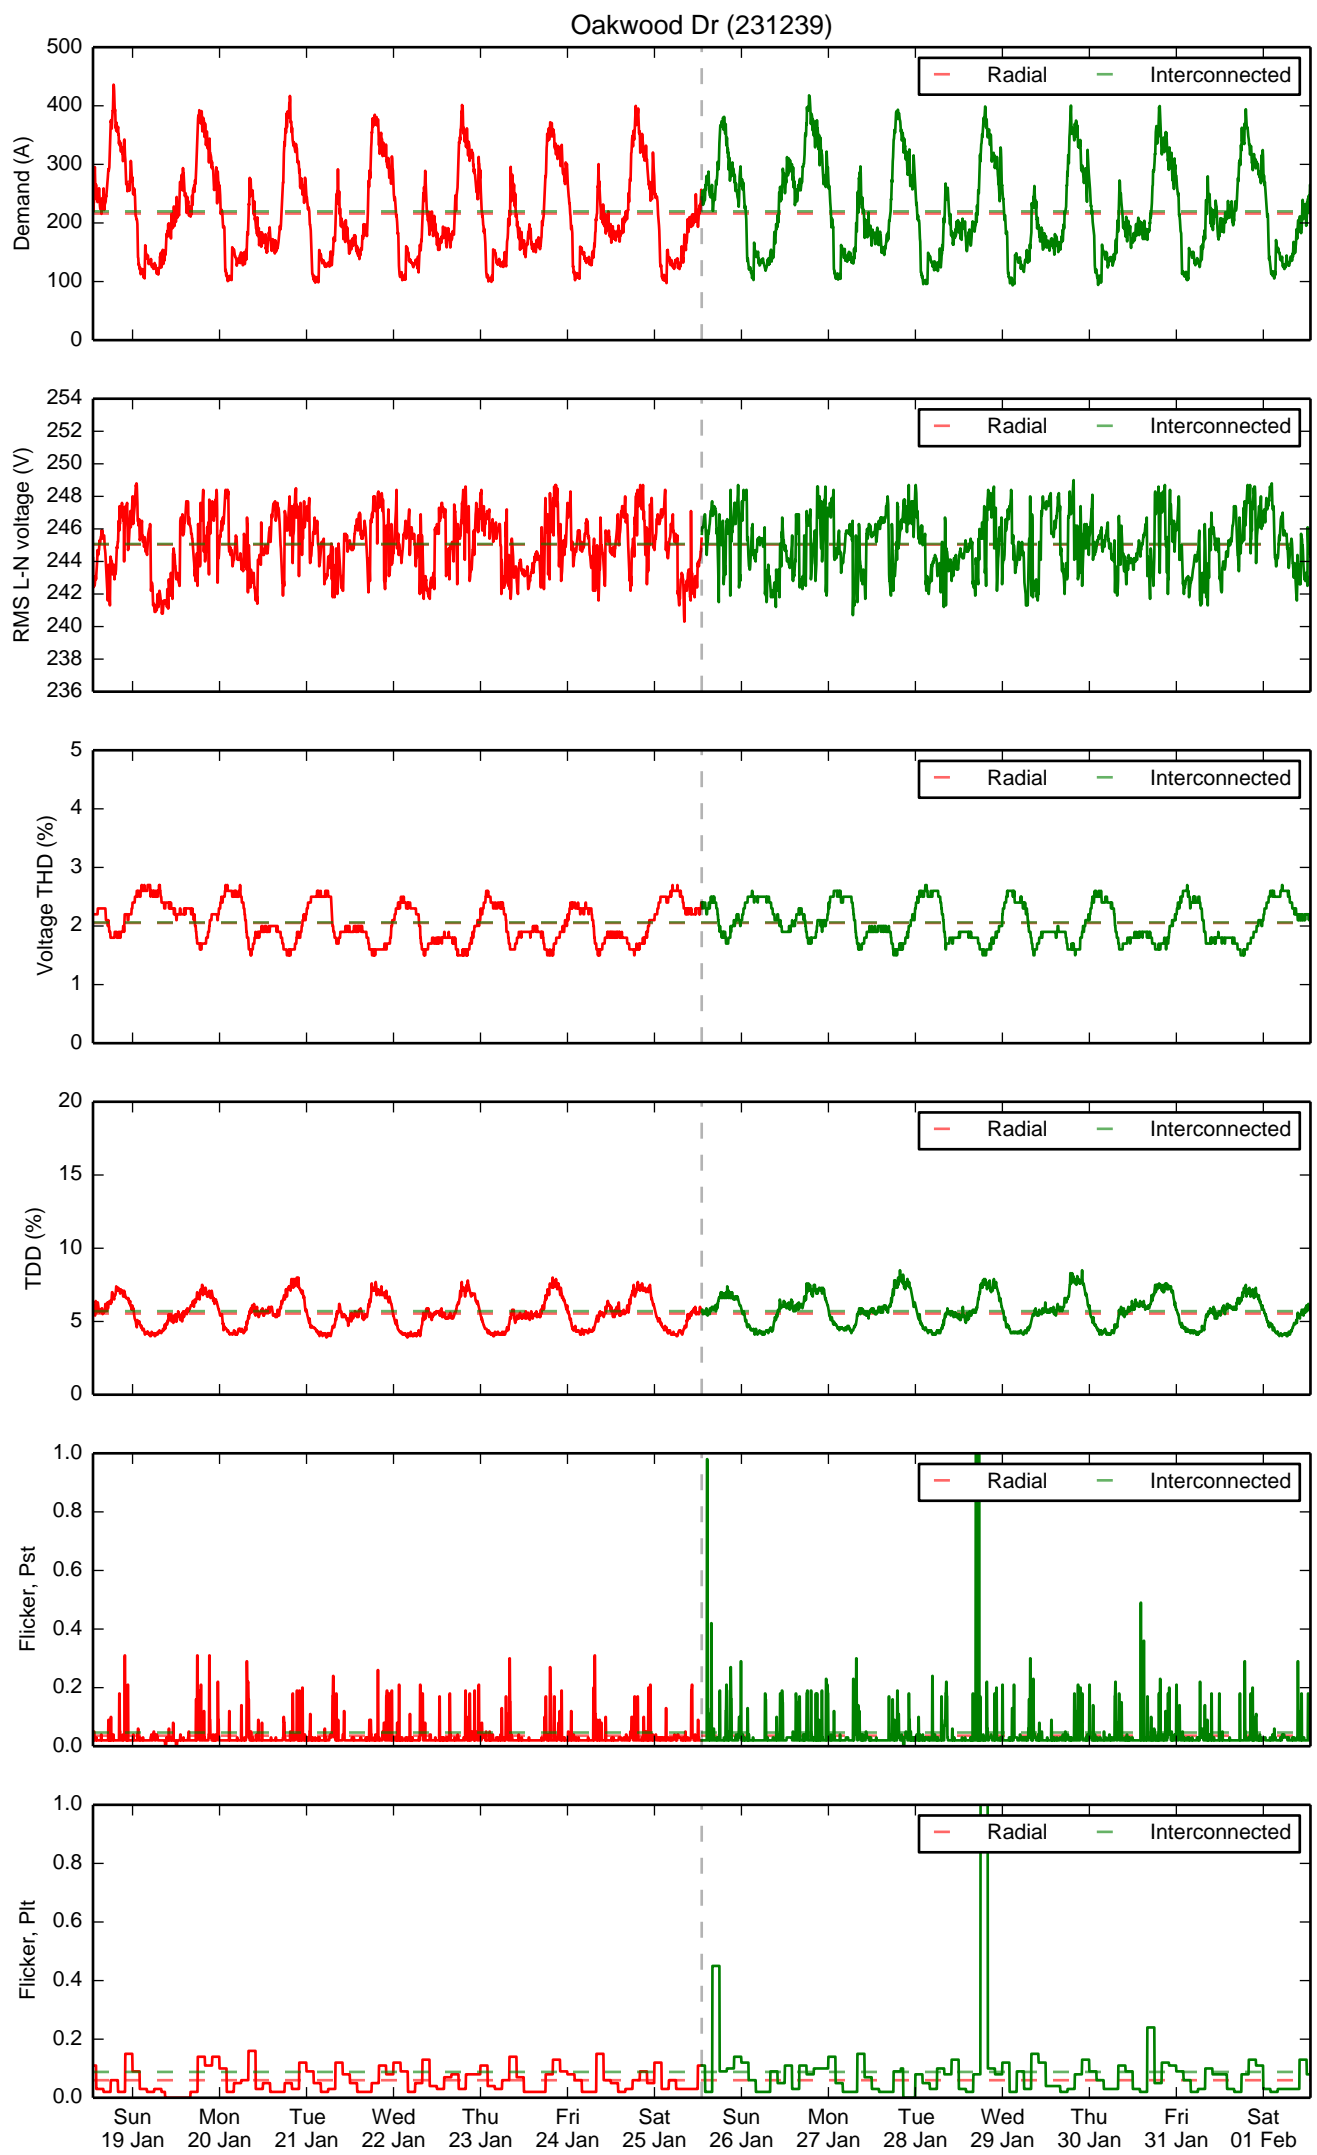 Oakwood Dr (231239)
500
400
300
200
100
0
Demand (A)
Radial
Interconnected
254
252
250
248
246
244
242
240
238
236
RMS L-N voltage (V)
Radial
Interconnected
5
4
3
2
1
0
Voltage THD (%)
Radial
Interconnected
20
15
10
5
0
TDD (%)
Radial
Interconnected
1.0
0.8
0.6
0.4
0.2
0.0
Flicker, Pst
Radial
Interconnected
1.0
0.8
0.6
0.4
0.2
0.0
Flicker, Plt
Radial
Interconnected
Sun Mon Tue Wed Thu Fri Sat Sun Mon Tue Wed Thu Fri Sat
19 Jan 20 Jan 21 Jan 22 Jan 23 Jan 24 Jan 25 Jan 26 Jan 27 Jan 28 Jan 29 Jan 30 Jan 31 Jan 01 Feb